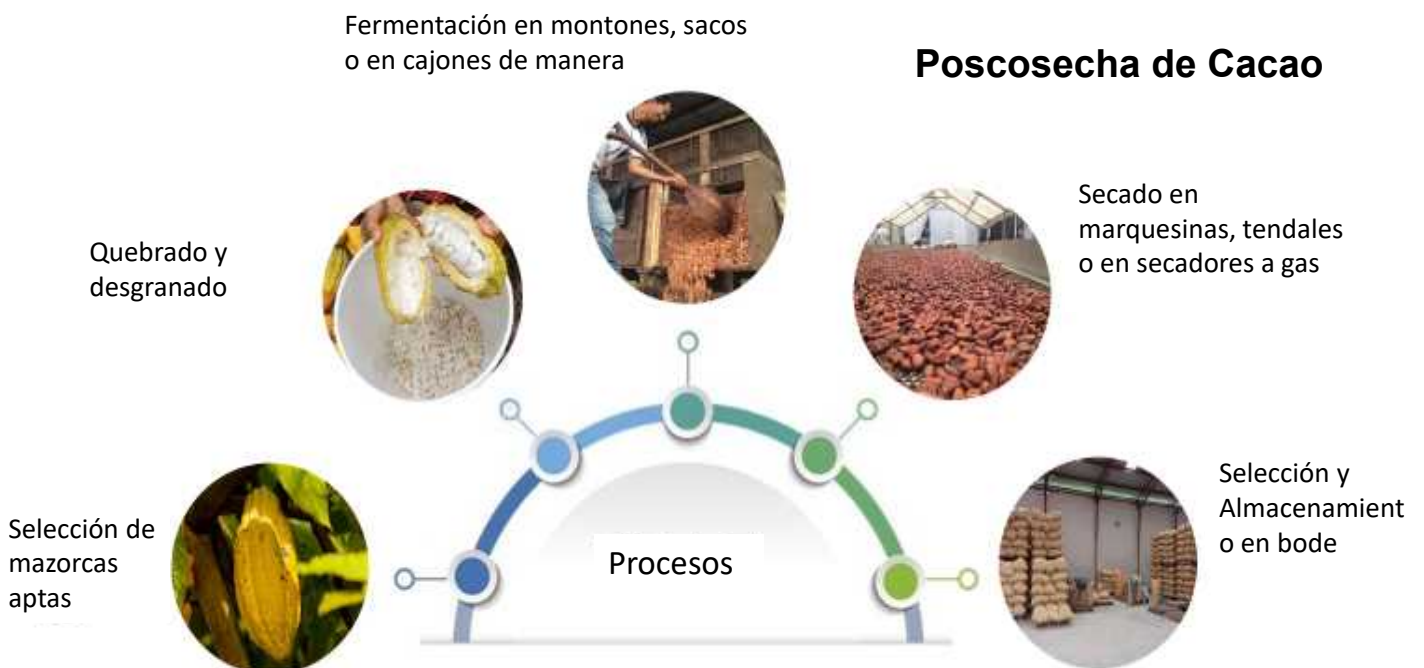 Poscosecha de Cacao
Selección de
mazorcas
aptas
Quebrado y
desgranado
Fermentación en montones, sacos
o en cajones de manera
Secado en
marquesinas, tendales
o en secadores a gas
Selección y
Almacenamient
o en bode
Procesos